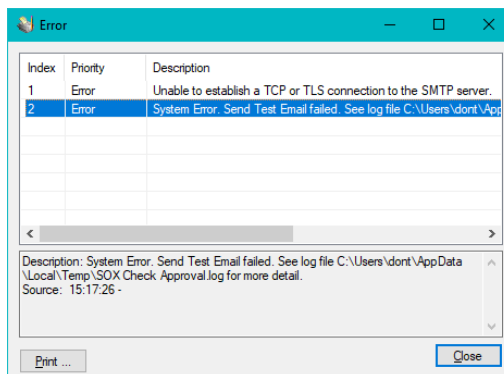 Error
Index Priority Description
1 Error Unable to establish a TCP or TLS connection to the SMTP server.
2 Error System Error. Send Test Email failed. See log file C:\Users\dont\App
Description: System Error. Send Test Email failed. See log file C:\Users\dont\AppData
\Local\Temp\SOX Check Approval.log for more detail.
Source: 15:17:26 -
Print ...
Close